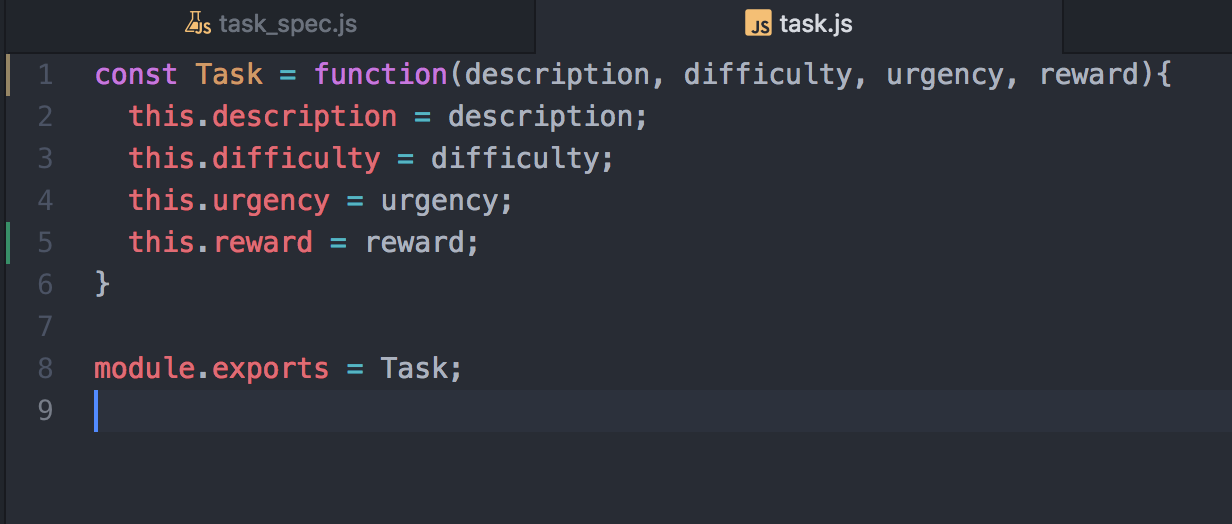 JS task_spec.js
JS task.js
1 const Task = function(description, difficulty, urgency, reward){
2   this.description = description;
3   this.difficulty = difficulty;
4   this.urgency = urgency;
5   this.reward = reward;
6 }
7
8 module.exports = Task;
9